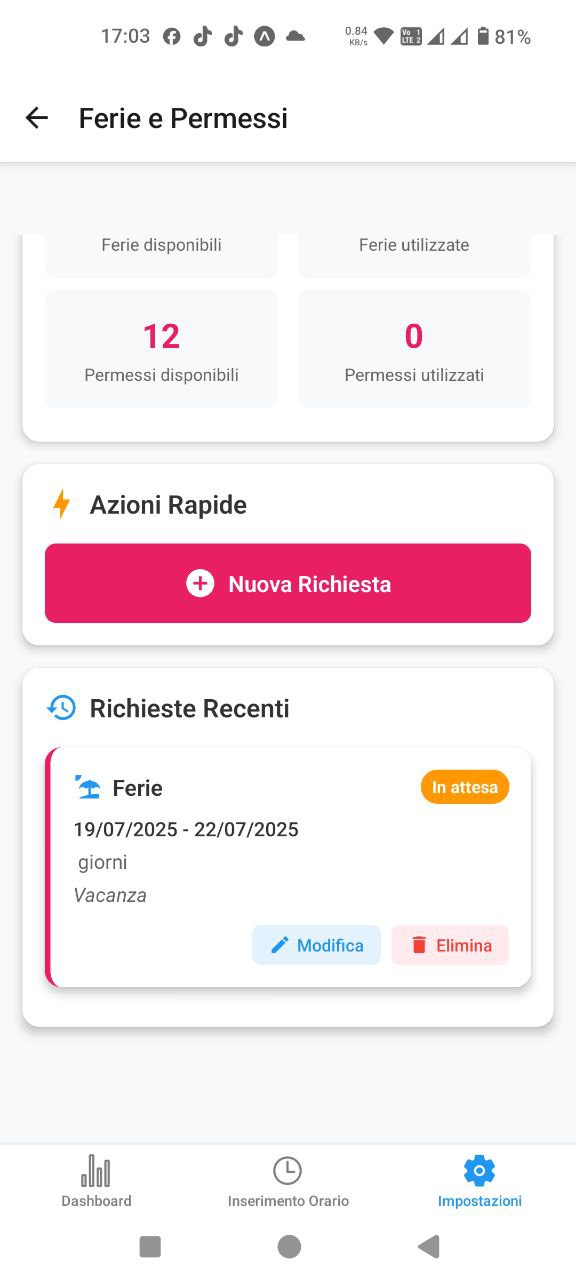 17:03
0.84 KB/s
Vo 1 LTE 2
81%
Ferie e Permessi
Ferie disponibili
Ferie utilizzate
12
0
Permessi disponibili
Permessi utilizzati
Azioni Rapide
Nuova Richiesta
Richieste Recenti
Ferie
In attesa
19/07/2025 - 22/07/2025
giorni
Vacanza
Modifica
Elimina
Dashboard
Inserimento Orario
Impostazioni